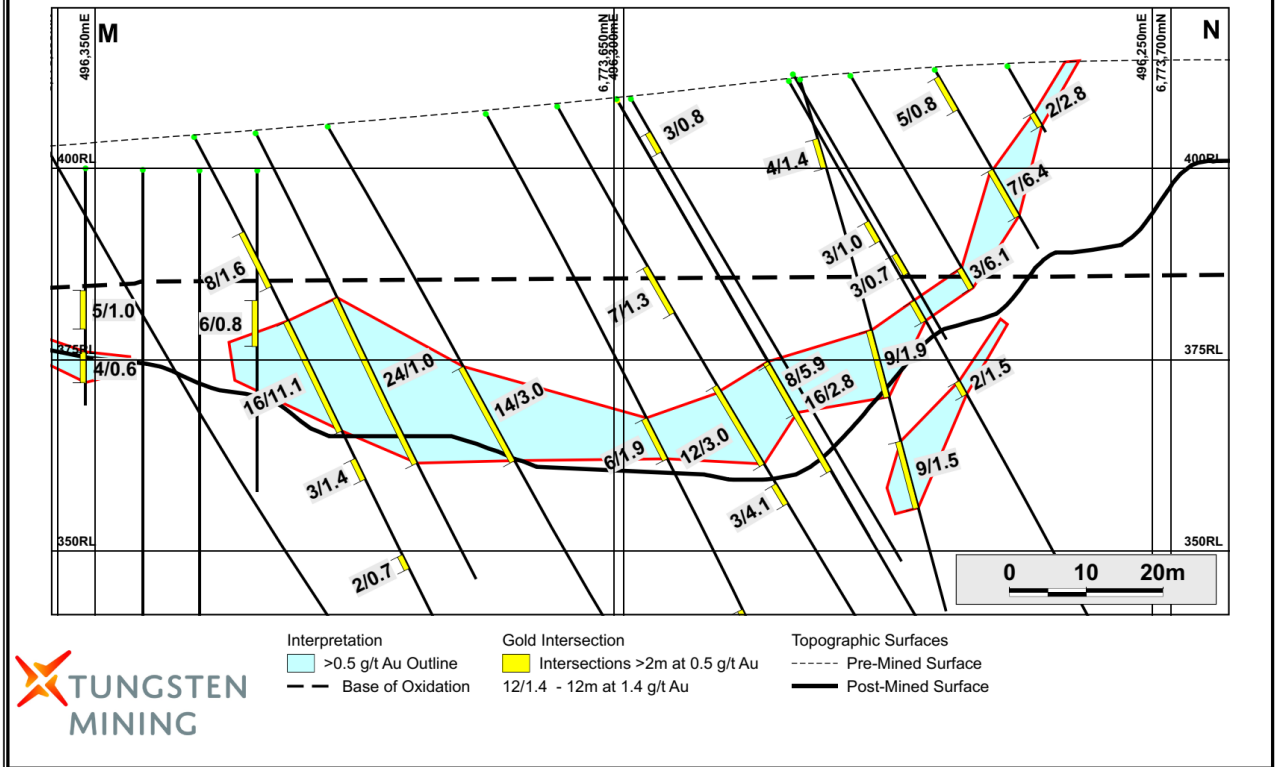 M
N
496,350mE
6,773,650mN
496,300mE
496,250mE
6,773,700mN
400RL
400RL
375RL
375RL
350RL
350RL
5/1.0
4/0.6
8/1.6
6/0.8
16/11.1
3/1.4
2/0.7
24/1.0
14/3.0
7/1.3
6/1.9
12/3.0
3/4.1
3/0.8
8/5.9
16/2.8
4/1.4
3/1.0
3/0.7
9/1.9
9/1.5
2/1.5
5/0.8
3/6.1
7/6.4
2/2.8
0 10 20m
TUNGSTEN
MINING
Interpretation
>0.5 g/t Au Outline
Base of Oxidation
Gold Intersection
Intersections >2m at 0.5 g/t Au
12/1.4 - 12m at 1.4 g/t Au
Topographic Surfaces
Pre-Mined Surface
Post-Mined Surface